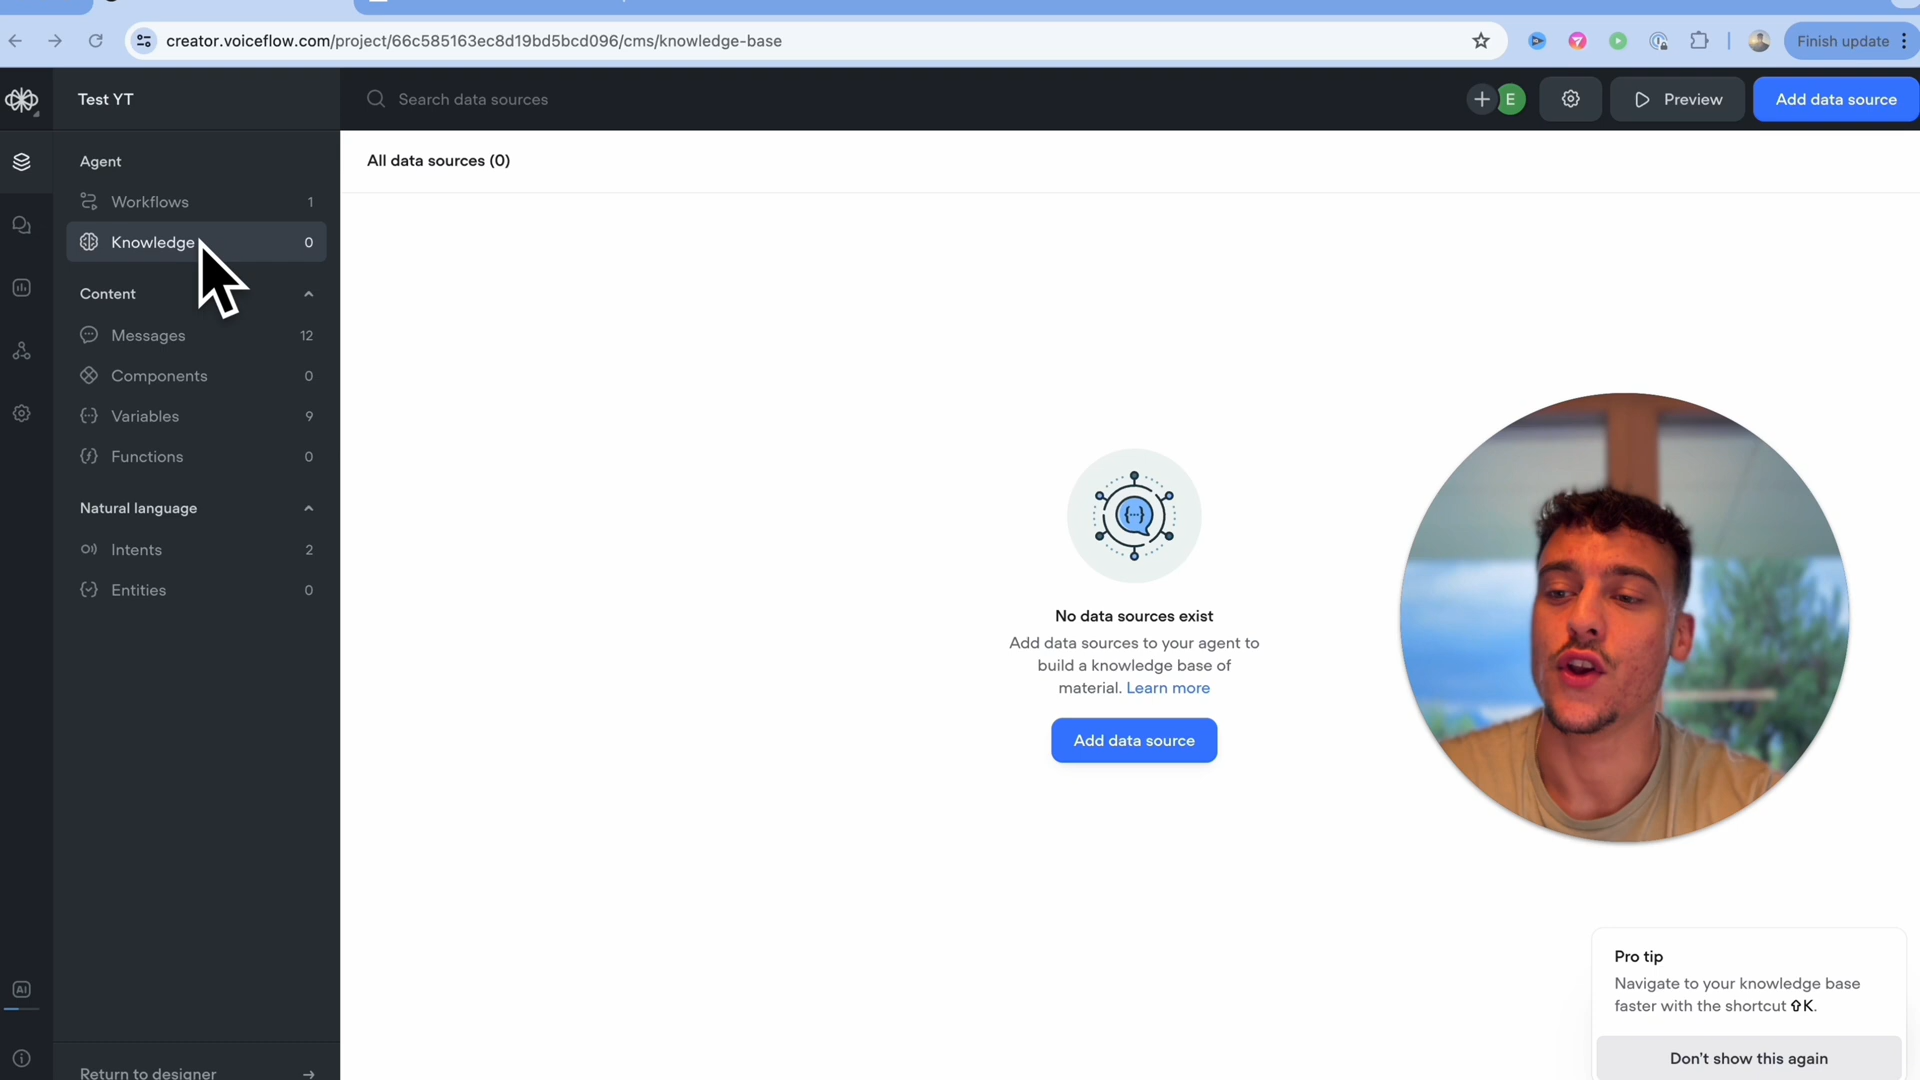 creator.voiceflow.com/project/66c585163ec8d19bd5bcd096/cms/knowledge-base
Finish update
Test YT
Search data sources
E
Preview
Add data source
Agent
Workflows 1
Knowledge 0
Content
Messages 12
Components 0
Variables 9
Functions 0
Natural language
Intents 2
Entities 0
AI
Return to designer →
All data sources (0)
No data sources exist
Add data sources to your agent to
build a knowledge base of
material. Learn more
Add data source
Pro tip
Navigate to your knowledge base
faster with the shortcut ⇧K.
Don't show this again